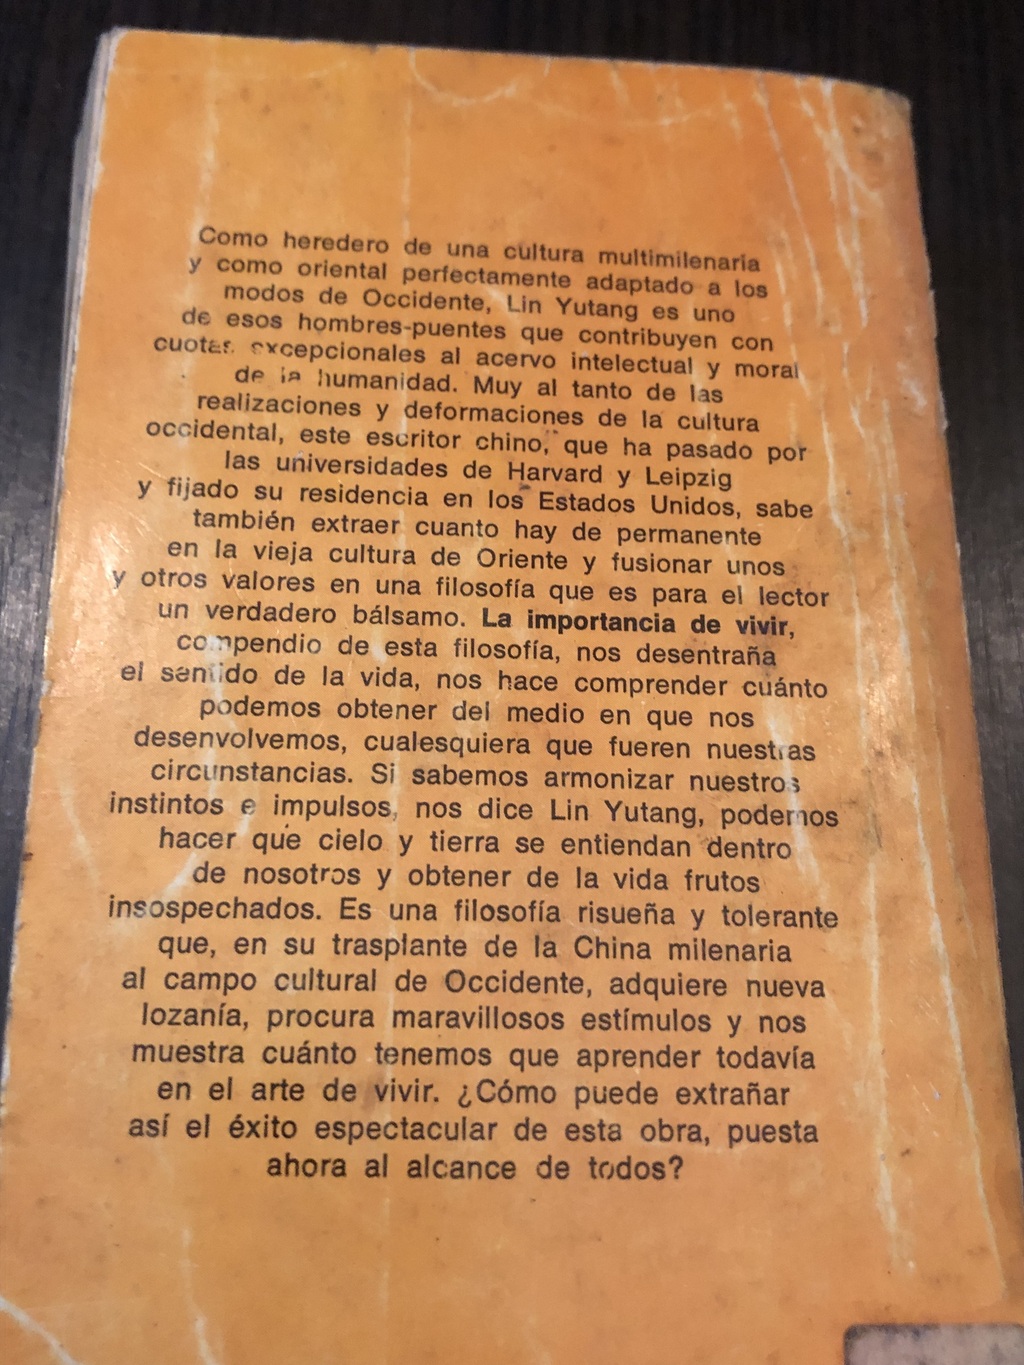 Como heredero de una cultura multimilenaria
y como oriental perfectamente adaptado a los
modos de Occidente, Lin Yutang es uno
de esos hombres-puentes que contribuyen con
cuotas excepcionales al acervo intelectual y moral
de la humanidad. Muy al tanto de las
realizaciones y deformaciones de la cultura
occidental, este escritor chino, que ha pasado por
las universidades de Harvard y Leipzig
y fijado su residencia en los Estados Unidos, sabe
también extraer cuanto hay de permanente
en la vieja cultura de Oriente y fusionar unos
y otros valores en una filosofía que es para el lector
un verdadero bálsamo. La importancia de vivir,
compendio de esta filosofía, nos desentraña
el sentido de la vida, nos hace comprender cuánto
podemos obtener del medio en que nos
desenvolvemos, cualesquiera que fueren nuestras
circunstancias. Si sabemos armonizar nuestros
instintos e impulsos, nos dice Lin Yutang, podemos
hacer que cielo y tierra se entiendan dentro
de nosotros y obtener de la vida frutos
insospechados. Es una filosofía risueña y tolerante
que, en su trasplante de la China milenaria
al campo cultural de Occidente, adquiere nueva
lozanía, procura maravillosos estímulos y nos
muestra cuánto tenemos que aprender todavía
en el arte de vivir. ¿Cómo puede extrañar
así el éxito espectacular de esta obra, puesta
ahora al alcance de todos?